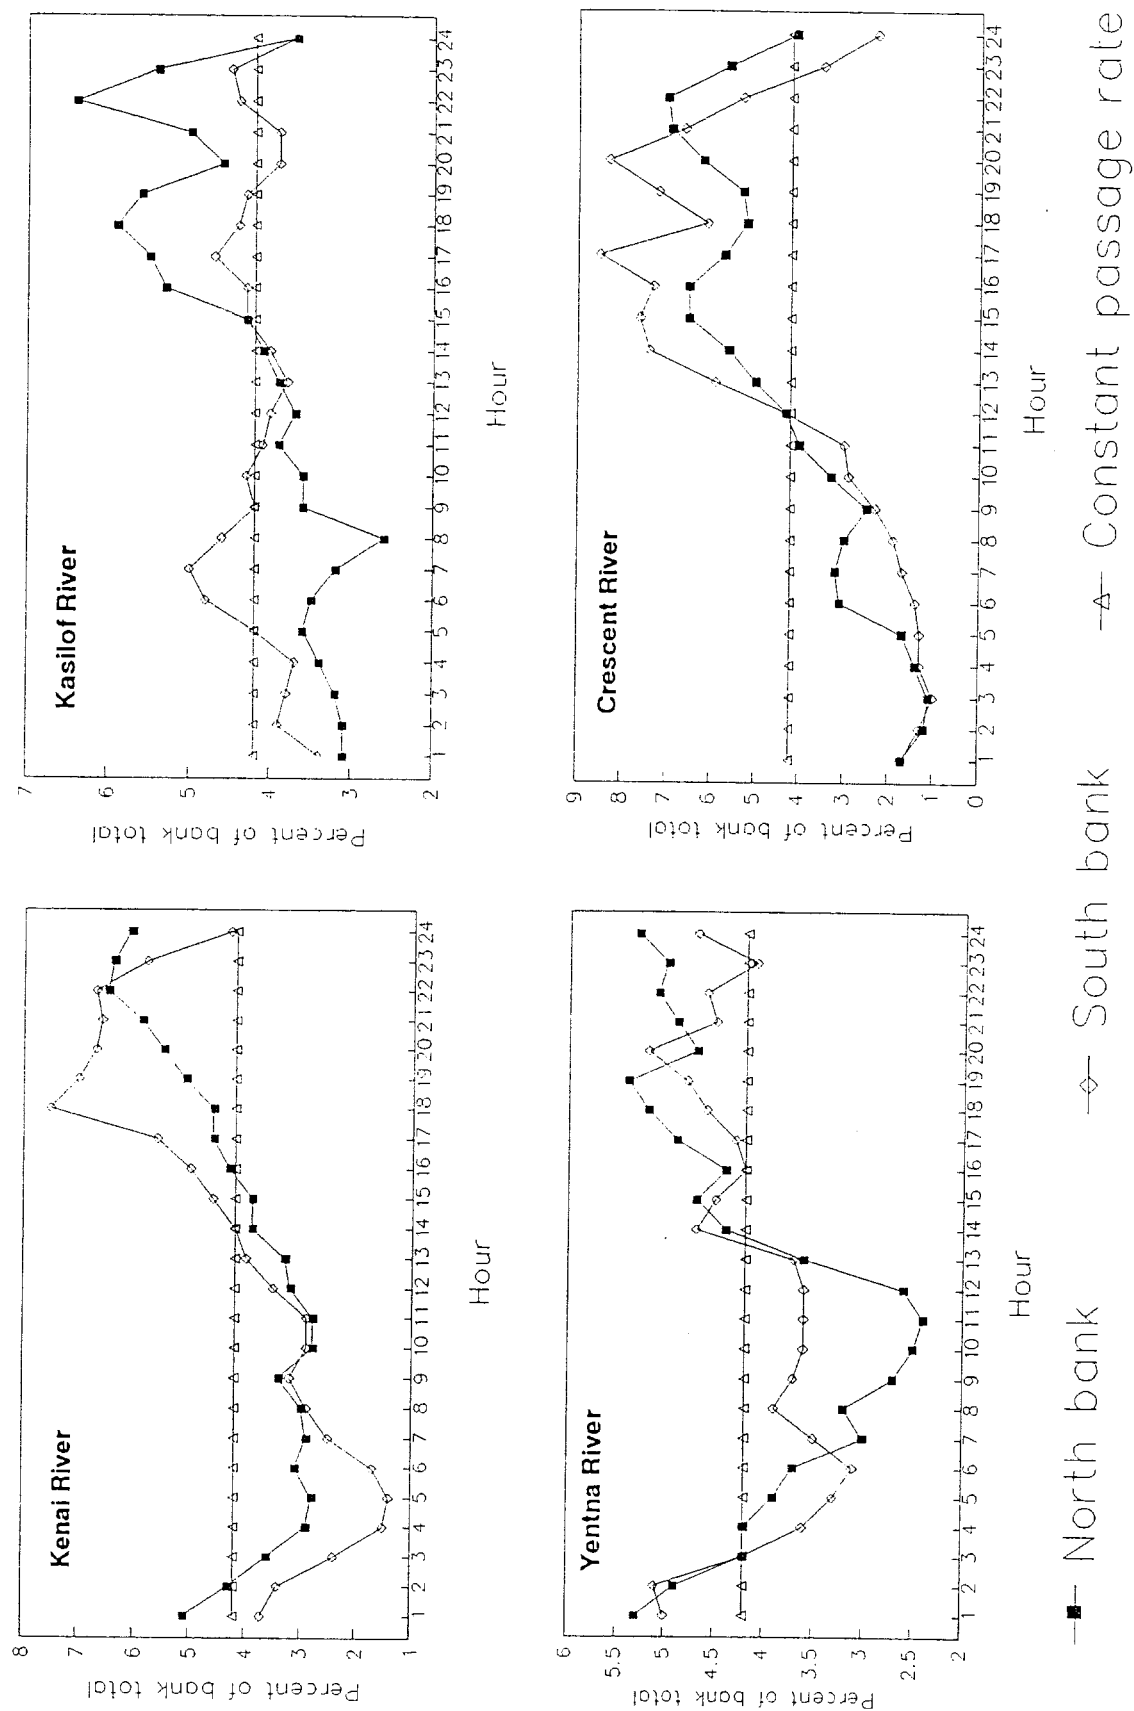 Kenai River
8
7
6
5
4
3
2
1
Percent of bank total
1 2 3 4 5 6 7 8 9 10 11 12 13 14 15 16 17 18 19 20 21 22 23 24
Hour
Kasilof River
7
6
5
4
3
2
Percent of bank total
1 2 3 4 5 6 7 8 9 10 11 12 13 14 15 16 17 18 19 20 21 22 23 24
Hour
Yentna River
6
5.5
5
4.5
4
3.5
3
2.5
2
Percent of bank total
1 2 3 4 5 6 7 8 9 10 11 12 13 14 15 16 17 18 19 20 21 22 23 24
Hour
Crescent River
9
8
7
6
5
4
3
2
1
0
Percent of bank total
1 2 3 4 5 6 7 8 9 10 11 12 13 14 15 16 17 18 19 20 21 22 23 24
Hour
North bank
South bank
Constant passage rate